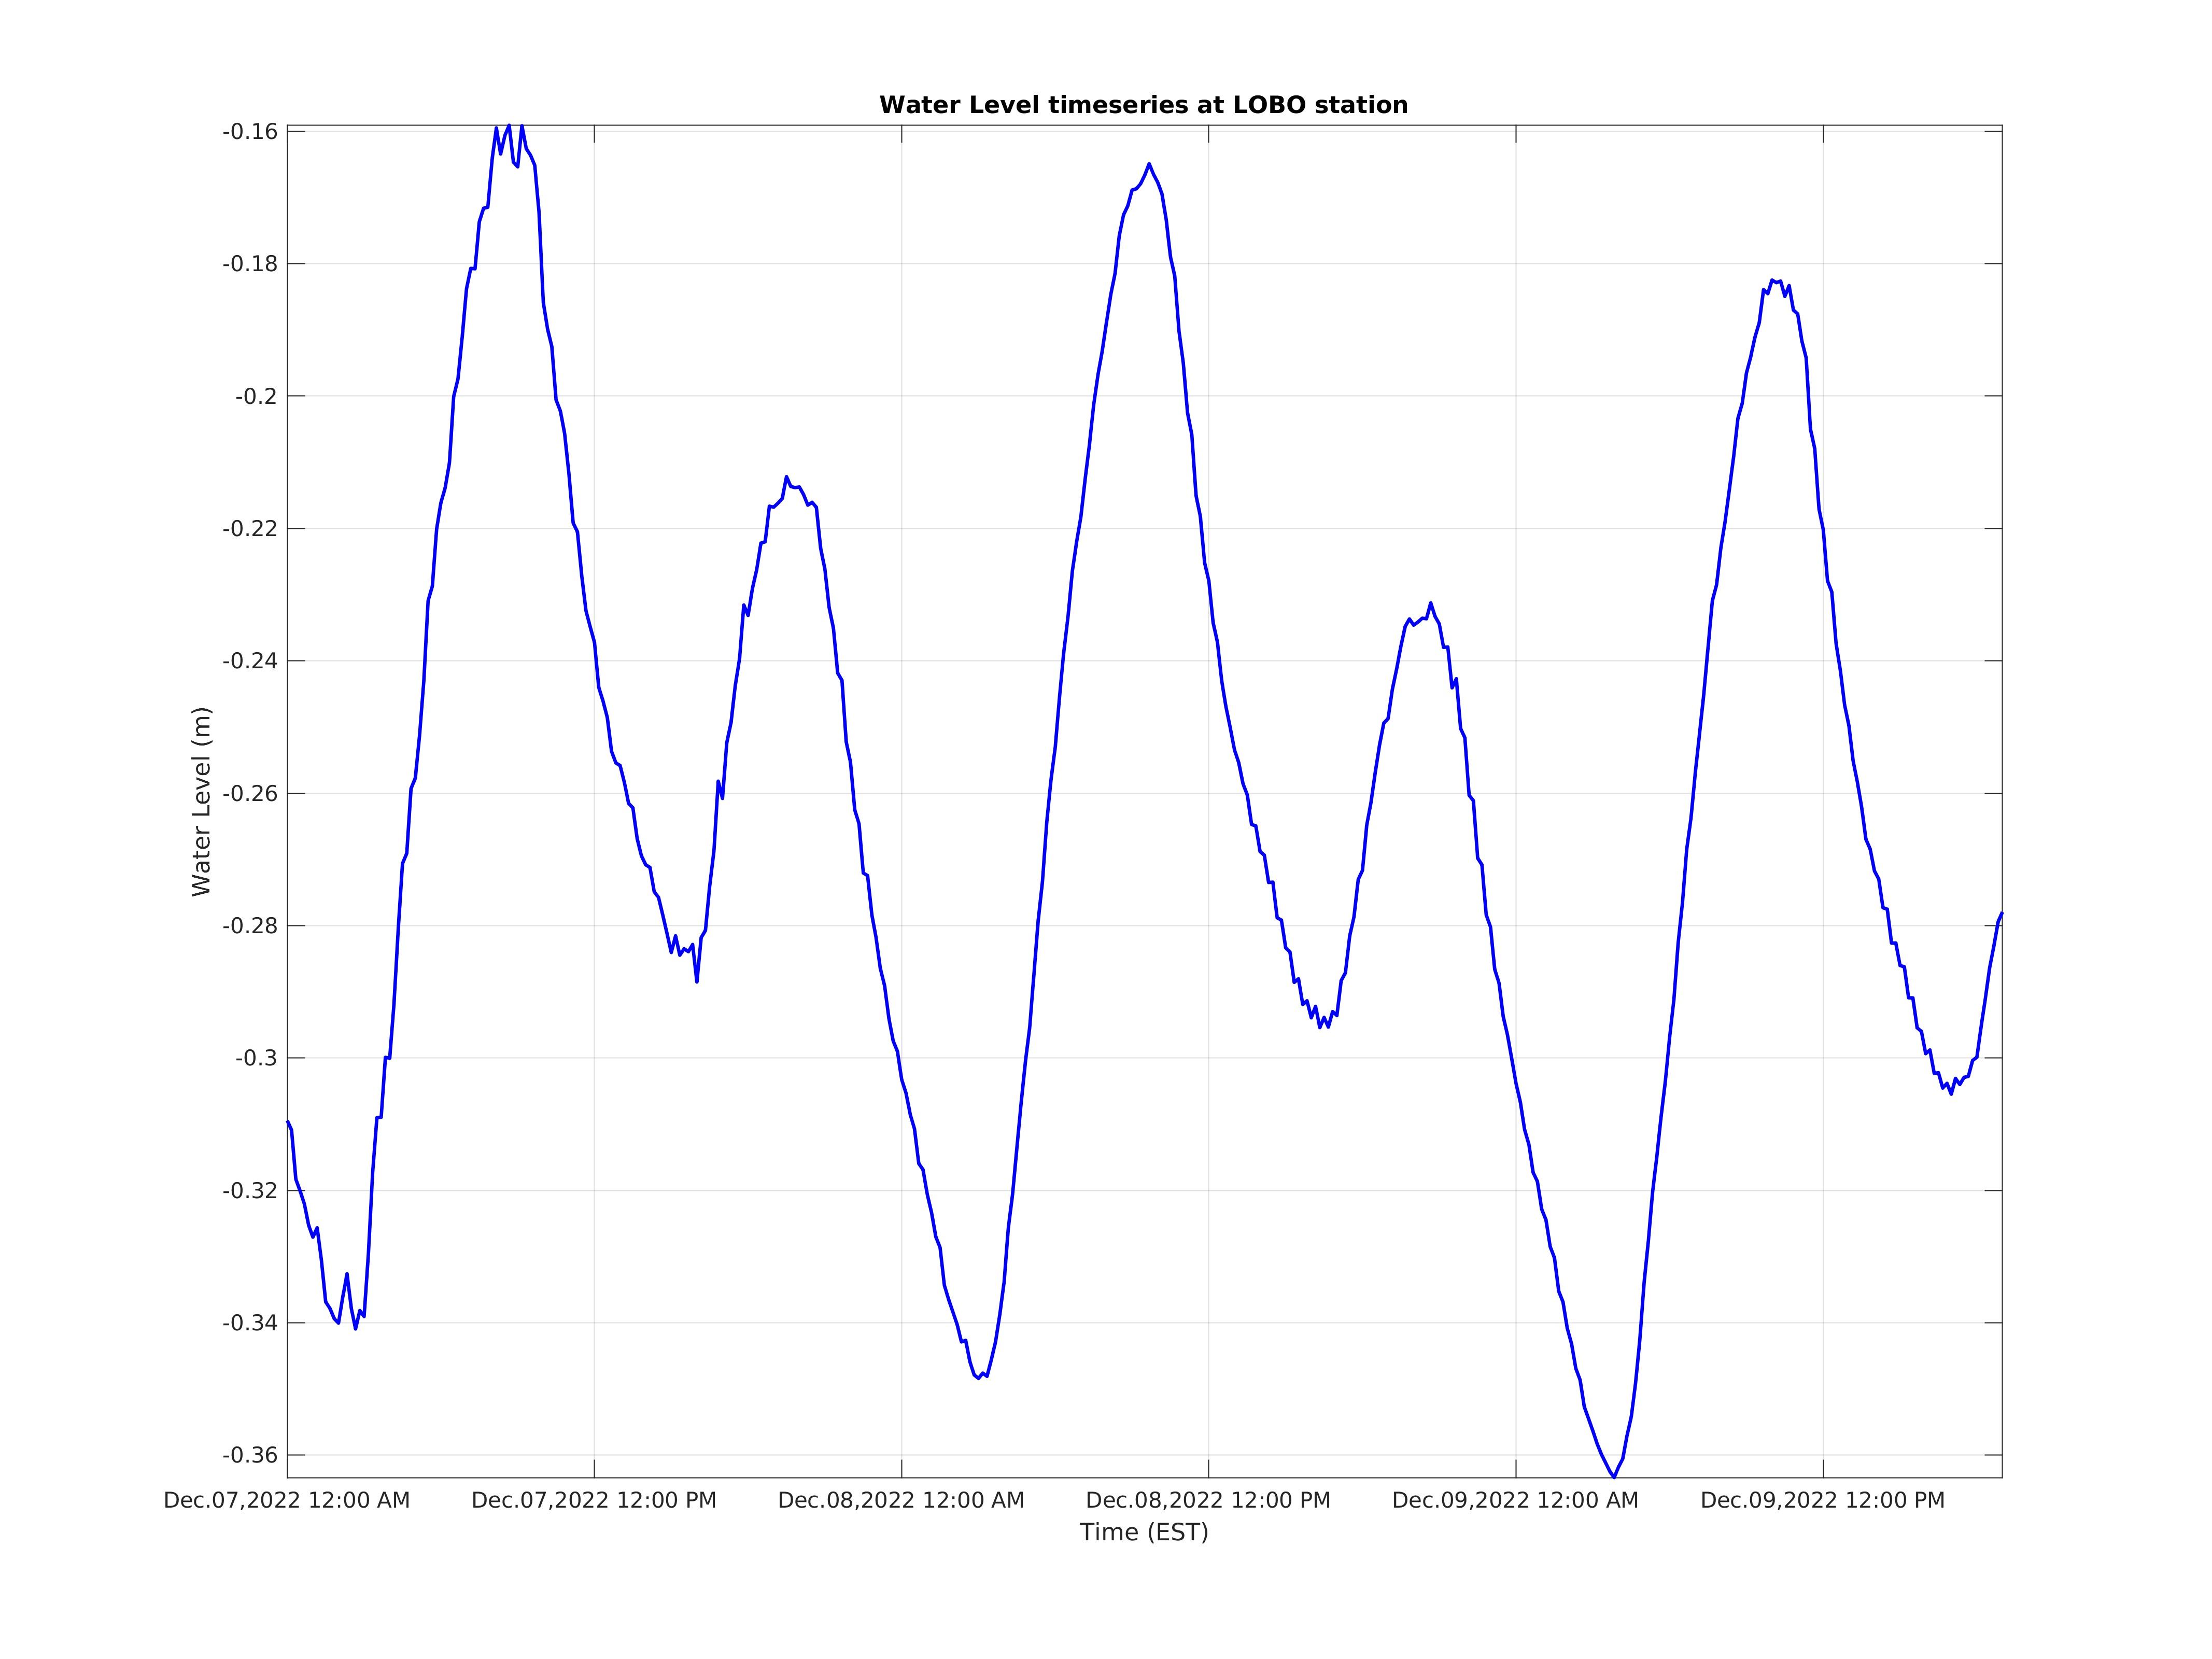 Water Level timeseries at LOBO station
-0.16
-0.18
-0.2
-0.22
-0.24
-0.26
-0.28
-0.3
-0.32
-0.34
-0.36
Water Level (m)
Dec.07,2022 12:00 AM Dec.07,2022 12:00 PM Dec.08,2022 12:00 AM Dec.08,2022 12:00 PM Dec.09,2022 12:00 AM Dec.09,2022 12:00 PM
Time (EST)